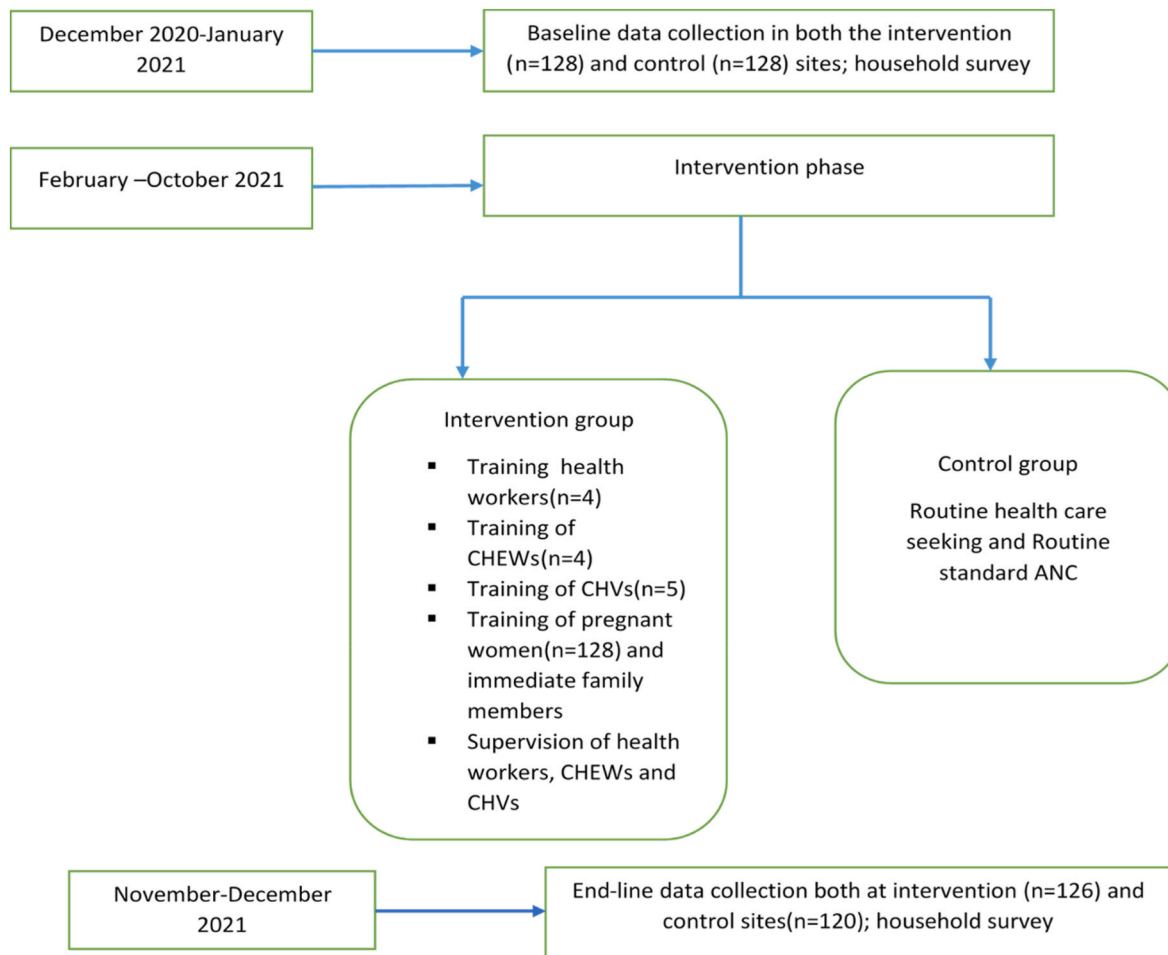 December 2020-January
2021
Baseline data collection in both the intervention
(n=128) and control (n=128) sites; household survey
February –October 2021
Intervention phase
Intervention group
▪ Training health
workers(n=4)
▪ Training of
CHEWs(n=4)
▪ Training of CHVs(n=5)
▪ Training of pregnant
women(n=128) and
immediate family
members
▪ Supervision of health
workers, CHEWs and
CHVs
Control group
Routine health care
seeking and Routine
standard ANC
November-December
2021
End-line data collection both at intervention (n=126) and
control sites(n=120); household survey